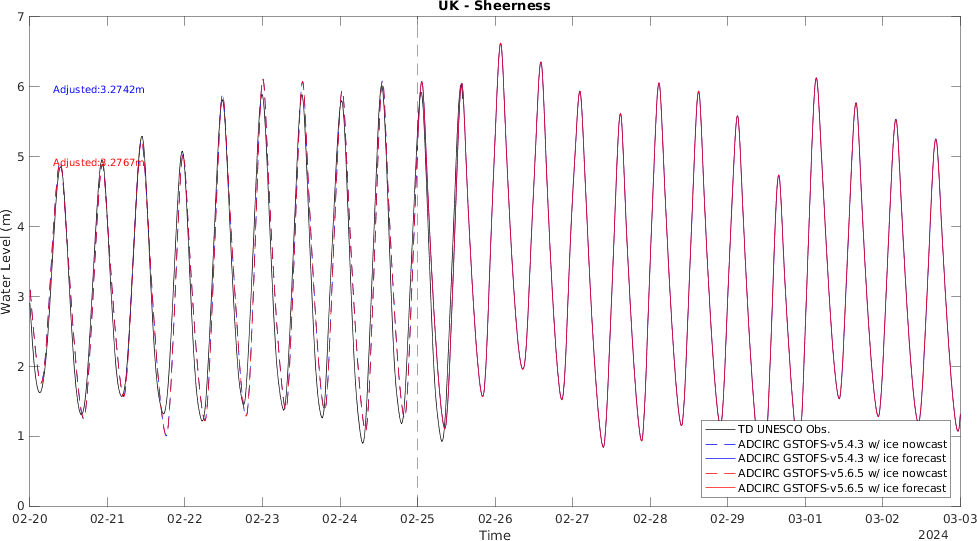 UK - Sheerness
7
6
5
4
3
2
1
0
Water Level (m)
Adjusted:3.2742m
Adjusted:3.2767m
TD UNESCO Obs.
ADCIRC GSTOFS-v5.4.3 w/ ice nowcast
ADCIRC GSTOFS-v5.4.3 w/ ice forecast
ADCIRC GSTOFS-v5.6.5 w/ ice nowcast
ADCIRC GSTOFS-v5.6.5 w/ ice forecast
02-20 02-21 02-22 02-23 02-24 02-25 02-26 02-27 02-28 02-29 03-01 03-02 03-03
Time
2024